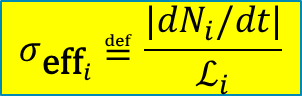 σ_eff_i ≝ |dN_i/dt| / ℒ_i